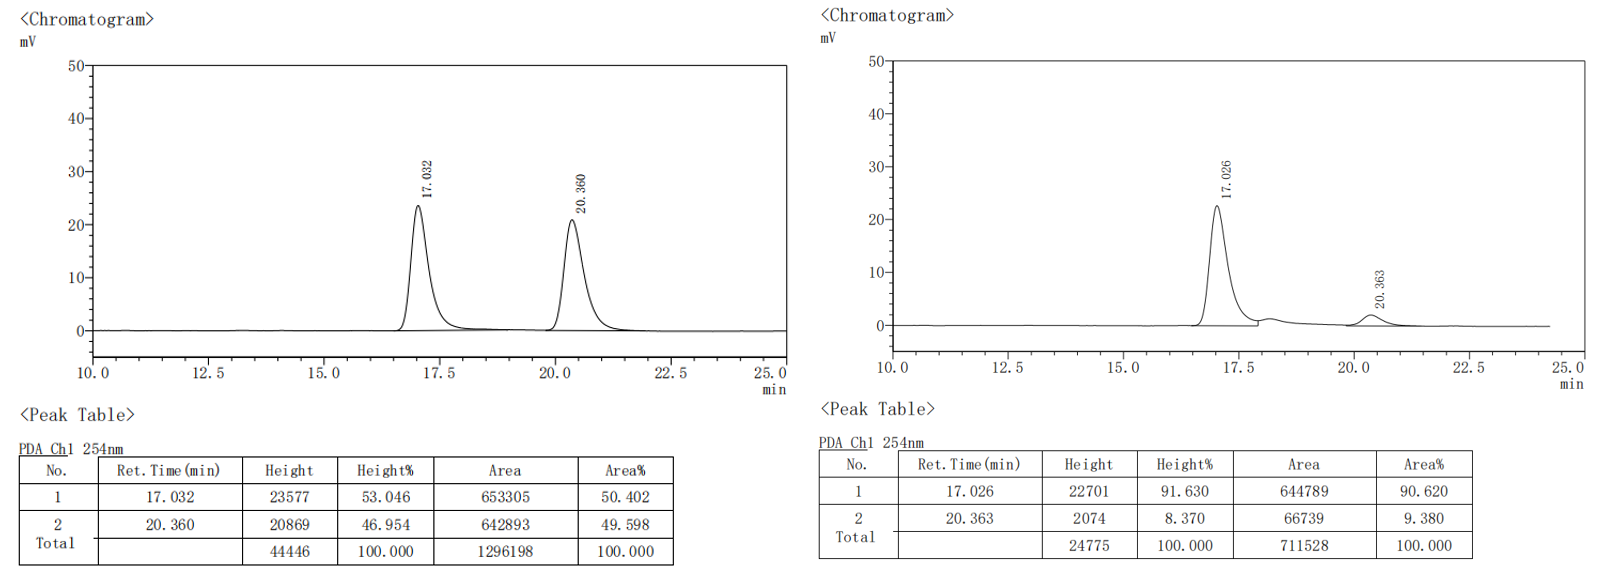 <Chromatogram>
mV
50
40
30
20
10
0
17.032
20.360
10.0 12.5 15.0 17.5 20.0 22.5 25.0
min
<Peak Table>
PDA Ch1 254nm
No. Ret.Time(min) Height Height% Area Area%
1 17.032 23577 53.046 653305 50.402
2 20.360 20869 46.954 642893 49.598
Total 44446 100.000 1296198 100.000
<Chromatogram>
mV
50
40
30
20
10
0
17.026
20.363
10.0 12.5 15.0 17.5 20.0 22.5 25.0
min
<Peak Table>
PDA Ch1 254nm
No. Ret.Time(min) Height Height% Area Area%
1 17.026 22701 91.630 644789 90.620
2 20.363 2074 8.370 66739 9.380
Total 24775 100.000 711528 100.000